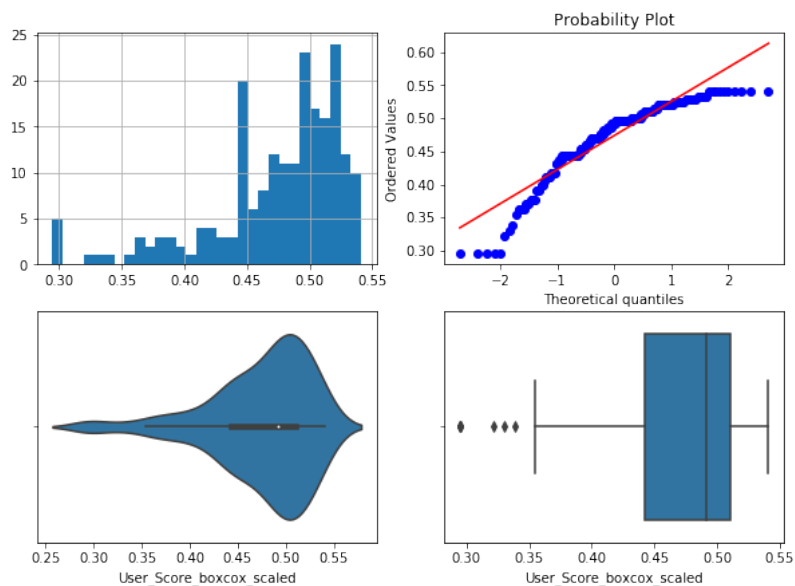 Probability Plot
25
20
15
10
5
0
0.30 0.35 0.40 0.45 0.50 0.55
Ordered Values
0.60
0.55
0.50
0.45
0.40
0.35
0.30
−2 −1 0 1 2
Theoretical quantiles
0.25 0.30 0.35 0.40 0.45 0.50 0.55
User_Score_boxcox_scaled
0.30 0.35 0.40 0.45 0.50 0.55
User_Score_boxcox_scaled